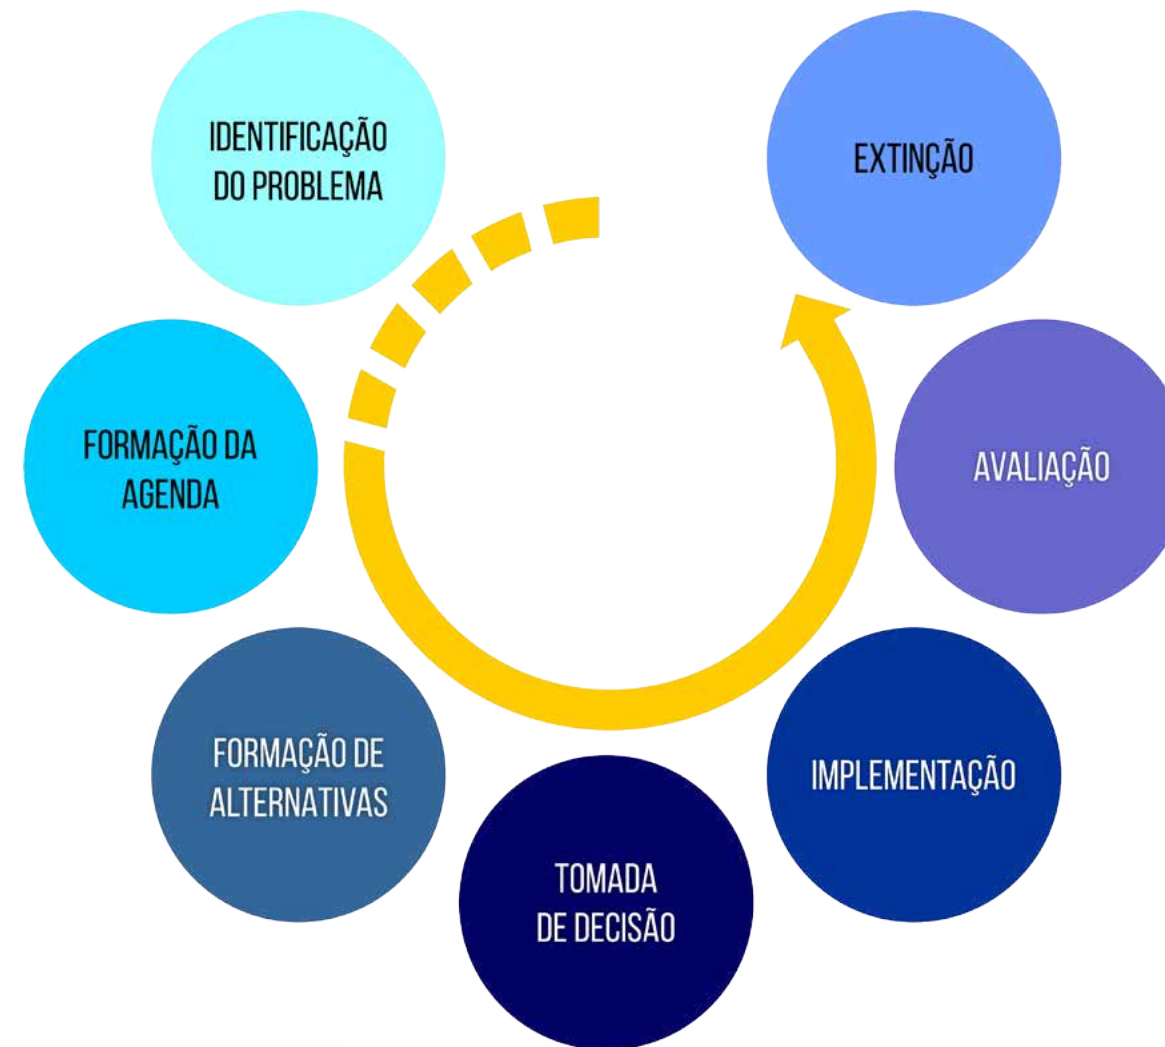 IDENTIFICAÇÃO
DO PROBLEMA
FORMAÇÃO DA
AGENDA
FORMAÇÃO DE
ALTERNATIVAS
TOMADA
DE DECISÃO
IMPLEMENTAÇÃO
AVALIAÇÃO
EXTINÇÃO